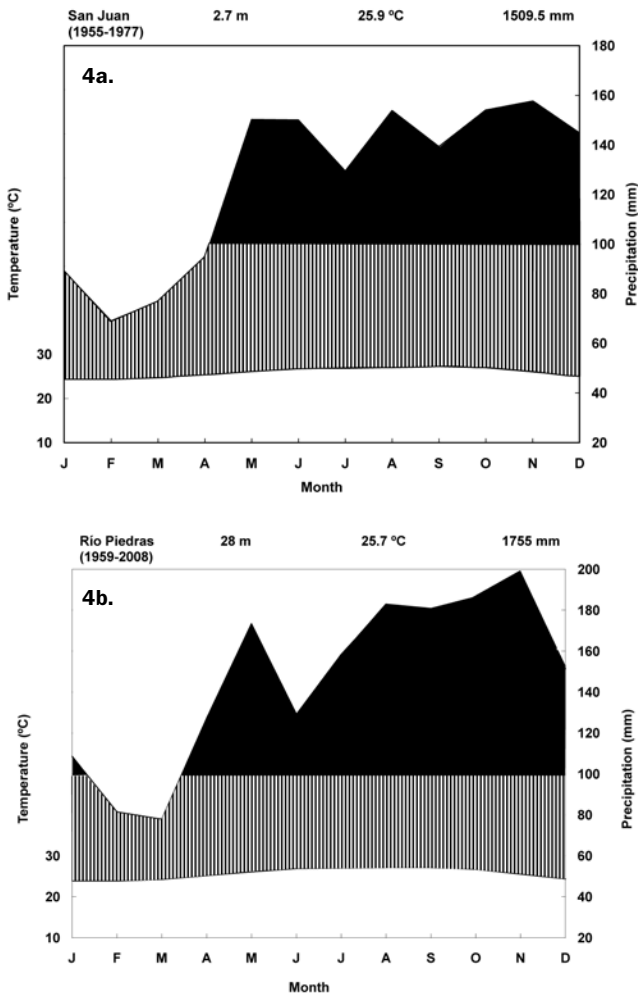 San Juan 2.7 m 25.9 ºC 1509.5 mm
(1955-1977)
4a.
180
160
140
120
100
80
60
40
20
Precipitation (mm)
Temperature (ºC)
30
20
10
J F M A M J J A S O N D
Month
Río Piedras 28 m 25.7 ºC 1755 mm
(1959-2008)
4b.
200
180
160
140
120
100
80
60
40
20
Precipitation (mm)
Temperature (ºC)
30
20
10
J F M A M J J A S O N D
Month